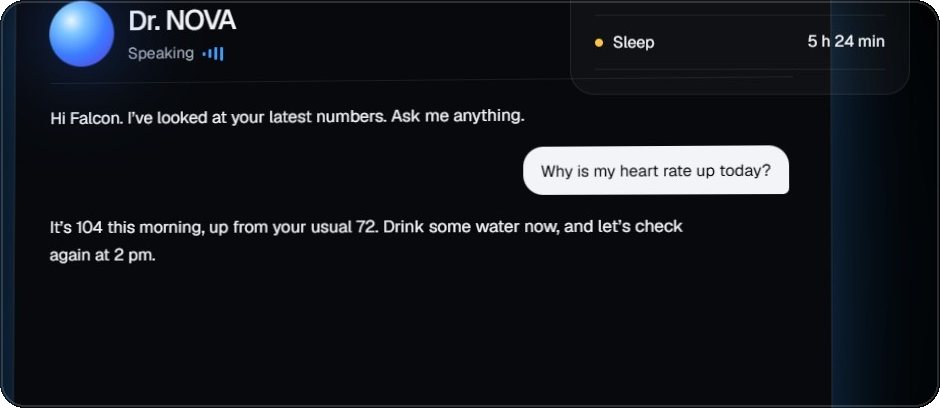 Dr. NOVA
Speaking
Sleep 5 h 24 min
Hi Falcon. I've looked at your latest numbers. Ask me anything.
Why is my heart rate up today?
It's 104 this morning, up from your usual 72. Drink some water now, and let's check
again at 2 pm.